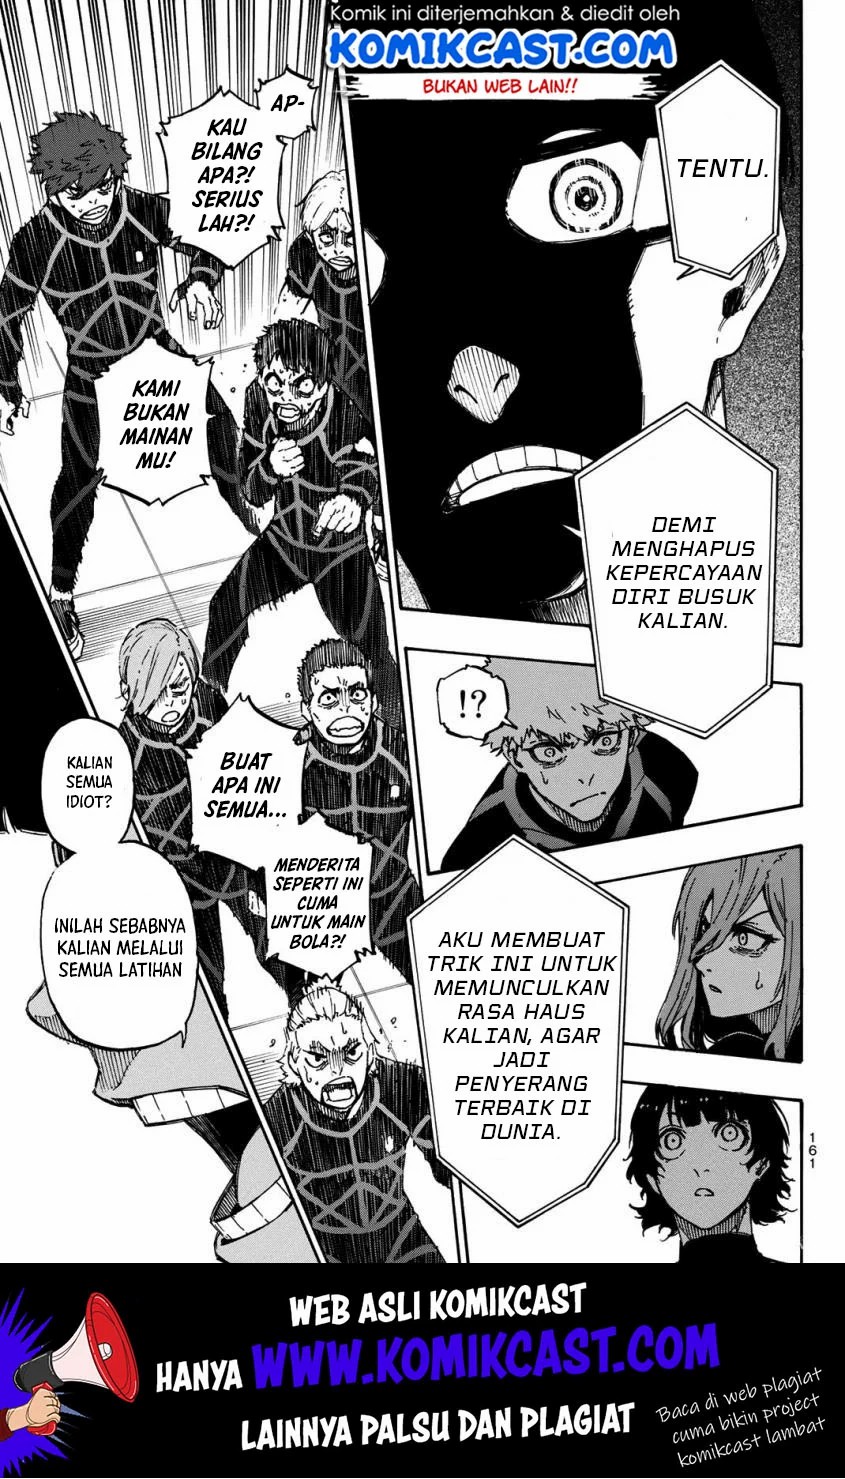 Komik ini diterjemahkan & diedit oleh
KOMIKCAST.COM
BUKAN WEB LAIN!!
TENTU.
DEMI
MENGHAPUS
KEPERCAYAAN
DIRI BUSUK
KALIAN.
!?
AKU MEMBUAT
TRIK INI UNTUK
MEMUNCULKAN
RASA HAUS
KALIAN, AGAR
JADI
PENYERANG
TERBAIK DI
DUNIA.
AP-
KAU
BILANG
APA?!
SERIUS
LAH?!
KAMI
BUKAN
MAINAN
MU!
BUAT
APA INI
SEMUA...
MENDERITA
SEPERTI INI
CUMA
UNTUK MAIN
BOLA?!
KALIAN
SEMUA
IDIOT?
INILAH SEBABNYA
KALIAN MELALUI
SEMUA LATIHAN
161
WEB ASLI KOMIKCAST
HANYA WWW.KOMIKCAST.COM
LAINNYA PALSU DAN PLAGIAT
Baca di web plagiat
cuma bikin project
komikcast lambat